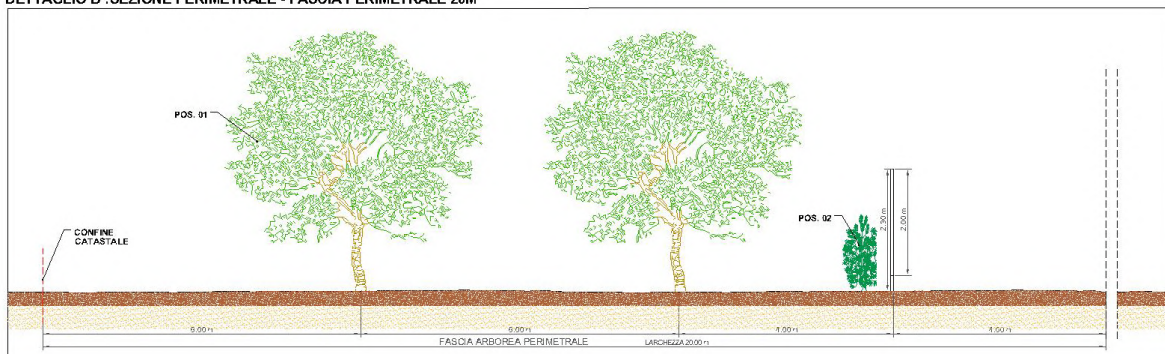 DETTAGLIO B :SEZIONE PERIMETRALE - FASCIA PERIMETRALE 20M
POS. 01
CONFINE
CATASTALE
POS. 02
2.30 m
2.00 m
6.00 m
6.00 m
4.00 m
4.00 m
FASCIA ARBOREA PERIMETRALE
LARGHEZZA 20.00 m